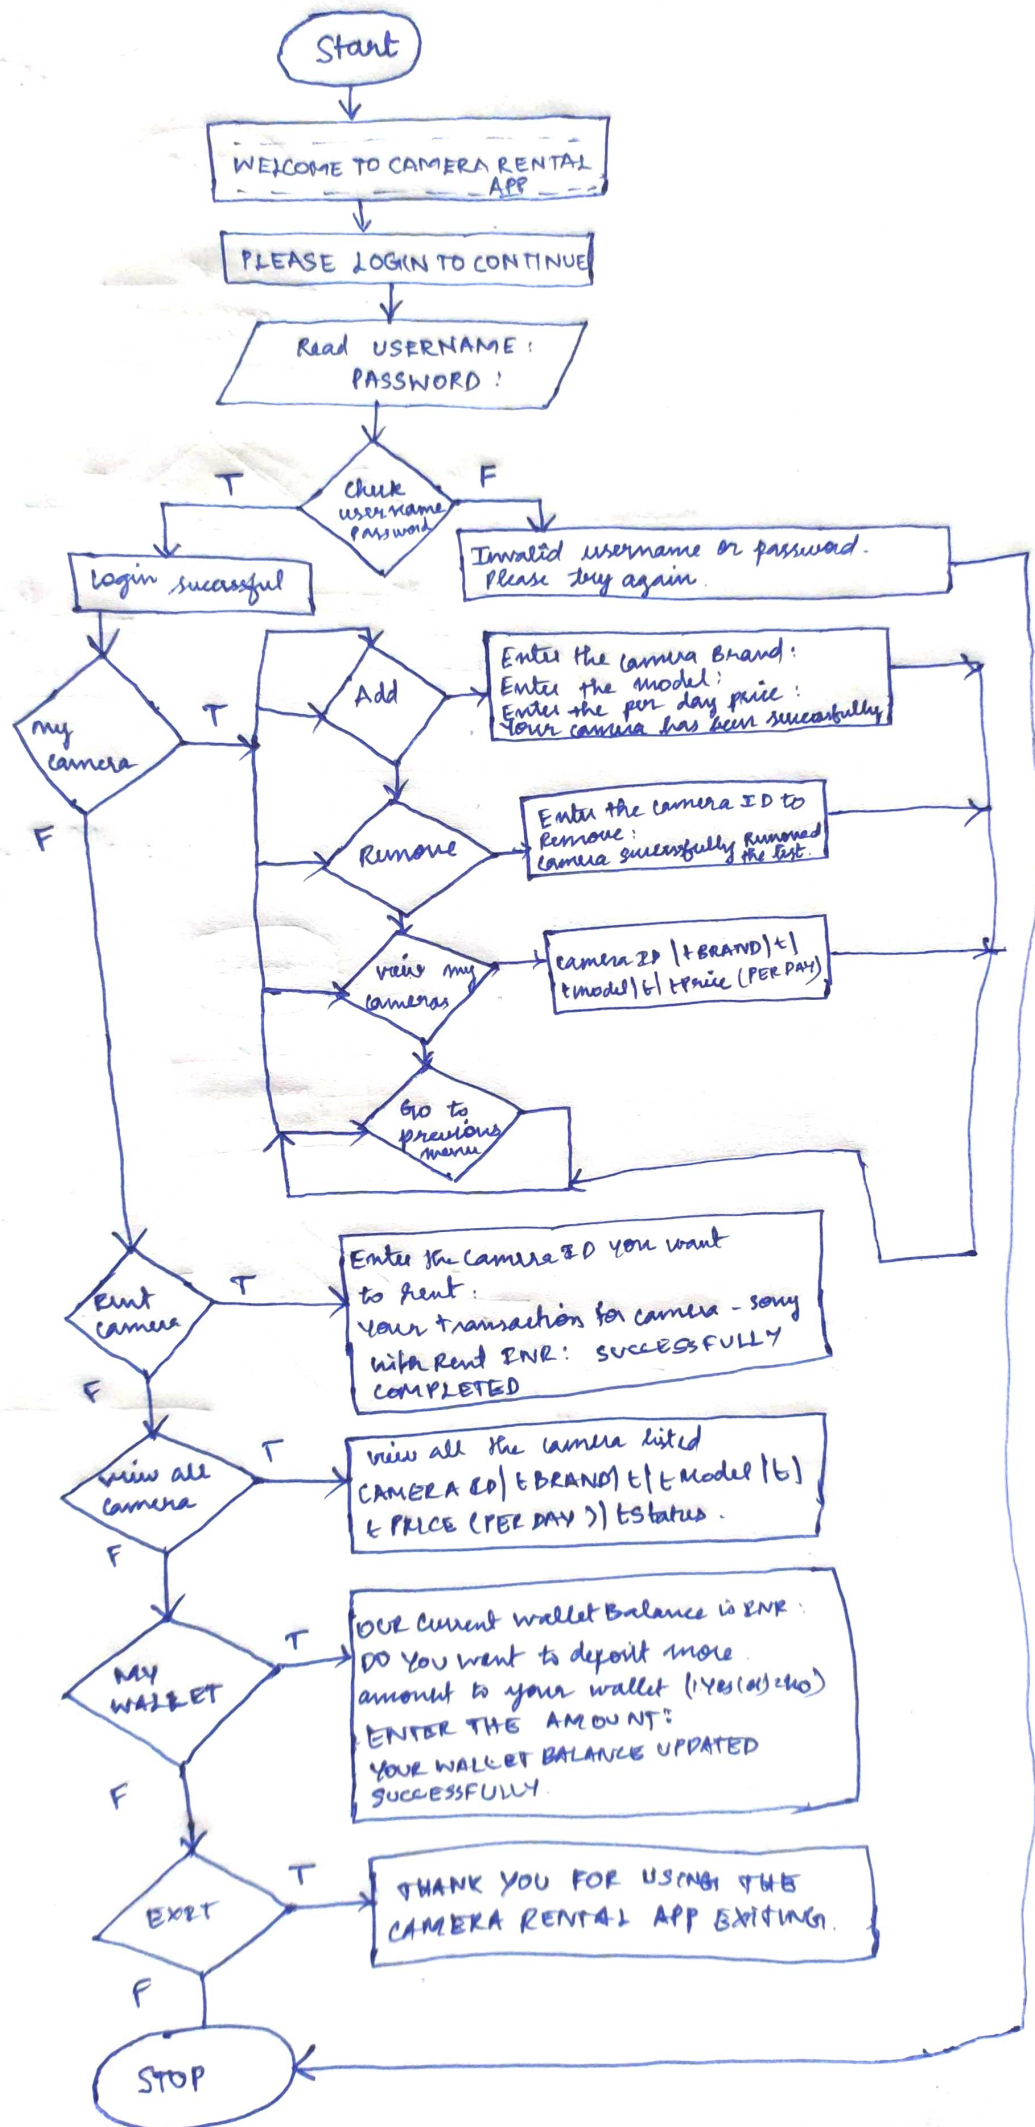 Start
WELCOME TO CAMERA RENTAL
APP
PLEASE LOGIN TO CONTINUE
Read USERNAME :
PASSWORD :
T
F
Check
username
password
Invalid username or password.
Please try again.
Login sucessful
my
camera
T
F
Add
Enter the camera Brand :
Enter the model :
Enter the per day price :
Your camera has been successfully
Remove
Enter the camera ID to
Remove :
camera successfully Removed
the list.
view my
cameras
camera ID |t BRAND| t|
t model| t| t Price (PER DAY)
Go to
previous
menu
Rent
camera
T
F
Enter the camera ID you want
to rent :
your transaction for camera - sony
Rent INR : SUCCESSFULLY
COMPLETED
view all
camera
T
F
view all the camera listed
CAMERA ID| t BRAND| t| t Model |t|
t PRICE (PER DAY )| t Status .
MY
WALLET
T
F
OUR Current wallet Balance is INR :
DO YOU want to deposit more
amount to your wallet (1:Yes(or)2:No)
ENTER THE AMOUNT :
YOUR WALLET BALANCE UPDATED
SUCCESSFULLY.
EXIT
T
F
THANK YOU FOR USING THE
CAMERA RENTAL APP EXITING.
STOP